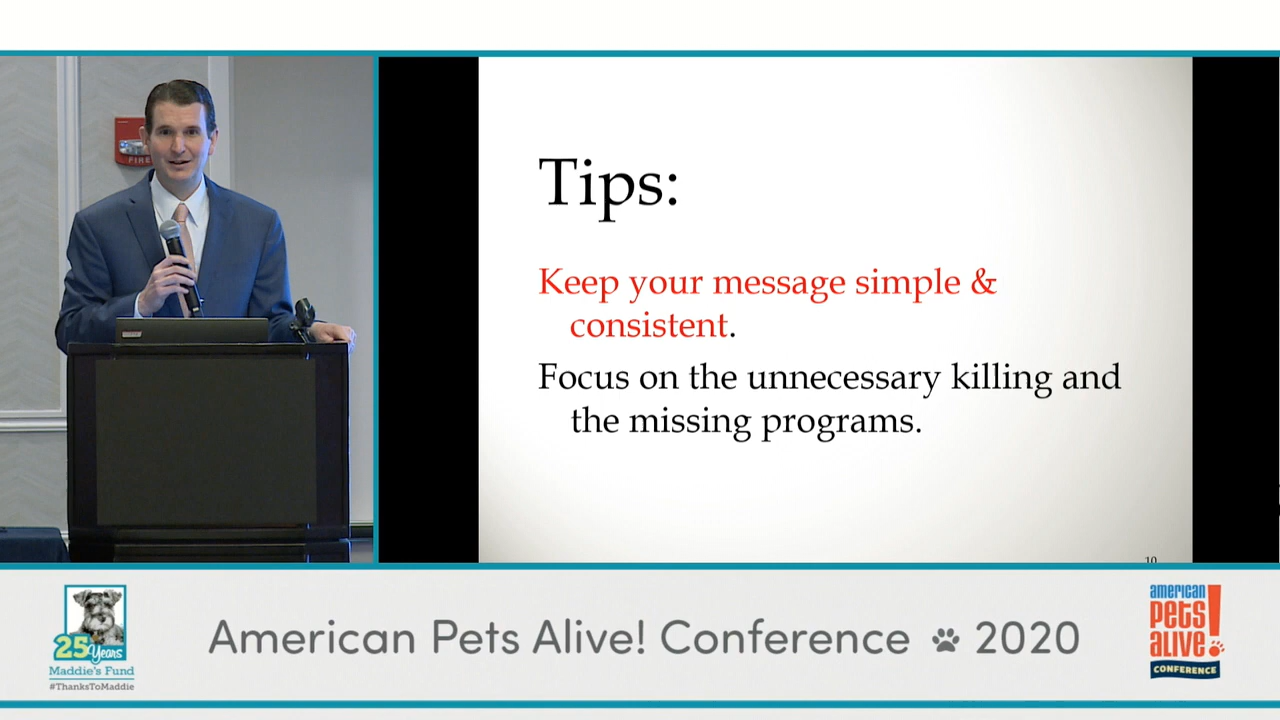 FIRE
Tips:
Keep your message simple &
consistent.
Focus on the unnecessary killing and
the missing programs.
10
25 Years
Maddie's Fund
#ThanksToMaddie
American Pets Alive! Conference 2020
american
pets
alive!
CONFERENCE